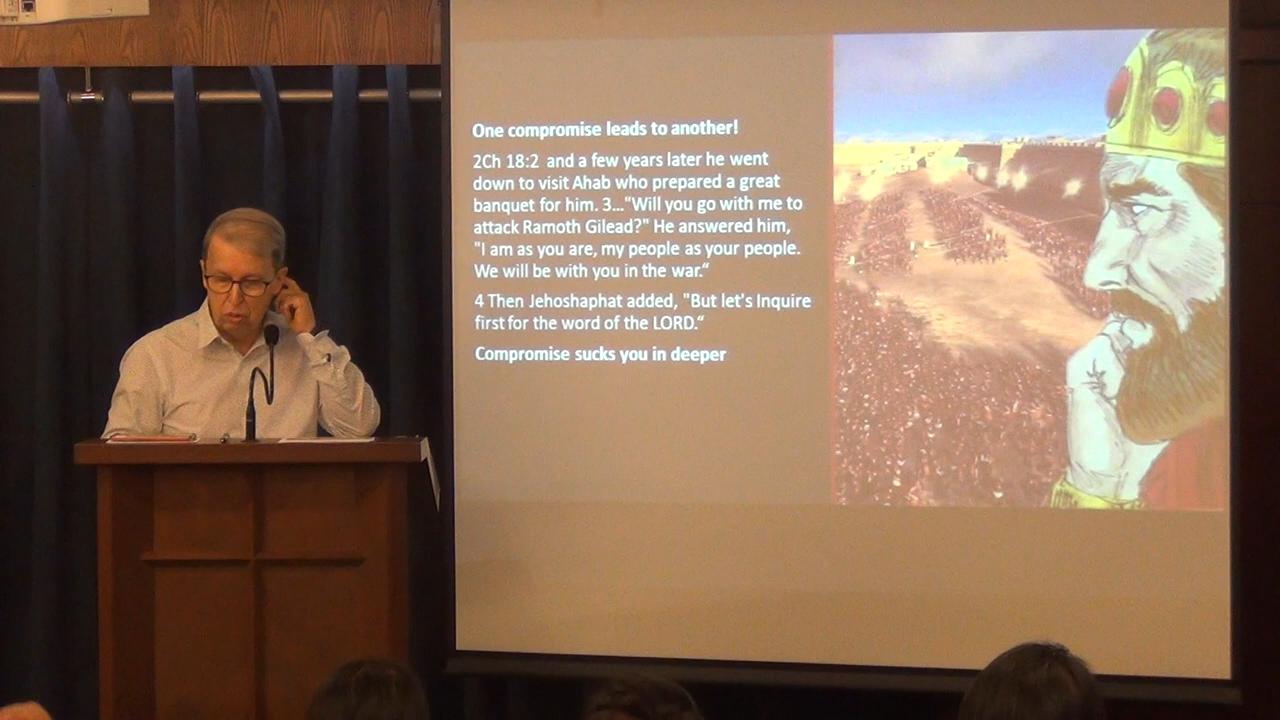 One compromise leads to another!
2Ch 18:2 and a few years later he went
down to visit Ahab who prepared a great
banquet for him. 3..."Will you go with me to
attack Ramoth Gilead?" He answered him,
"I am as you are, my people as your people.
We will be with you in the war.“
4 Then Jehoshaphat added, "But let's Inquire
first for the word of the LORD.“
Compromise sucks you in deeper